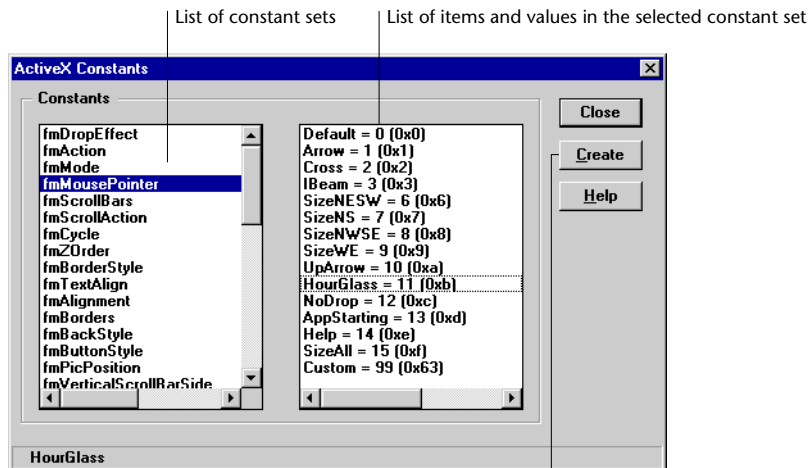 List of constant sets
List of items and values in the selected constant set
ActiveX Constants
Constants
fmDropEffect
fmAction
fmMode
fmMousePointer
fmScrollBars
fmScrollAction
fmCycle
fmZOrder
fmBorderStyle
fmTextAlign
fmAlignment
fmBorders
fmBackStyle
fmButtonStyle
fmPicPosition
fmVerticalScrollBarSide
Default = 0 (0x0)
Arrow = 1 (0x1)
Cross = 2 (0x2)
IBeam = 3 (0x3)
SizeNESW = 6 (0x6)
SizeNS = 7 (0x7)
SizeNWSE = 8 (0x8)
SizeWE = 9 (0x9)
UpArrow = 10 (0xa)
HourGlass = 11 (0xb)
NoDrop = 12 (0xc)
AppStarting = 13 (0xd)
Help = 14 (0xe)
SizeAll = 15 (0xf)
Custom = 99 (0x63)
Close
Create
Help
HourGlass